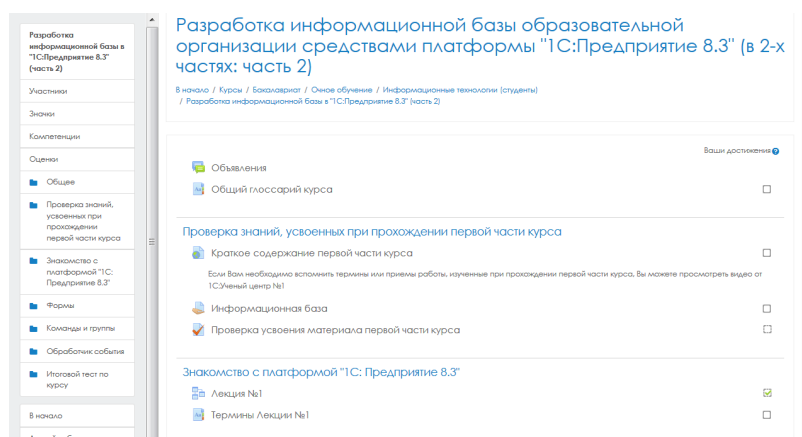 Разработка
информационной базы в
"1С:Предприятие 8.3"
(часть 2)
Участники
Значки
Компетенции
Оценки
Общее
Проверка знаний,
усвоенных при
прохождении
первой части курса
Знакомство с
платформой "1С:
Предприятие 8.3"
Формы
Команды и группы
Обработчик события
Итоговой тест по
курсу
В начало
Разработка информационной базы образовательной
организации средствами платформы "1С:Предприятие 8.3" (в 2-х
частях: часть 2)
В начало / Курсы / Бакалавриат / Очное обучение / Информационные технологии (студенты)
/ Разработка информационной базы в "1С:Предприятие 8.3" (часть 2)
Ваши достижения
Объявления
Общий глоссарий курса
Проверка знаний, усвоенных при прохождении первой части курса
Краткое содержание первой части курса
Если Вам необходимо вспомнить термины или приемы работы, изученные при прохождении первой части курса, Вы можете просмотреть видео от
1С:Ученый центр №1
Информационная база
Проверка усвоения материала первой части курса
Знакомство с платформой "1С: Предприятие 8.3"
Лекция №1
Термины Лекции №1